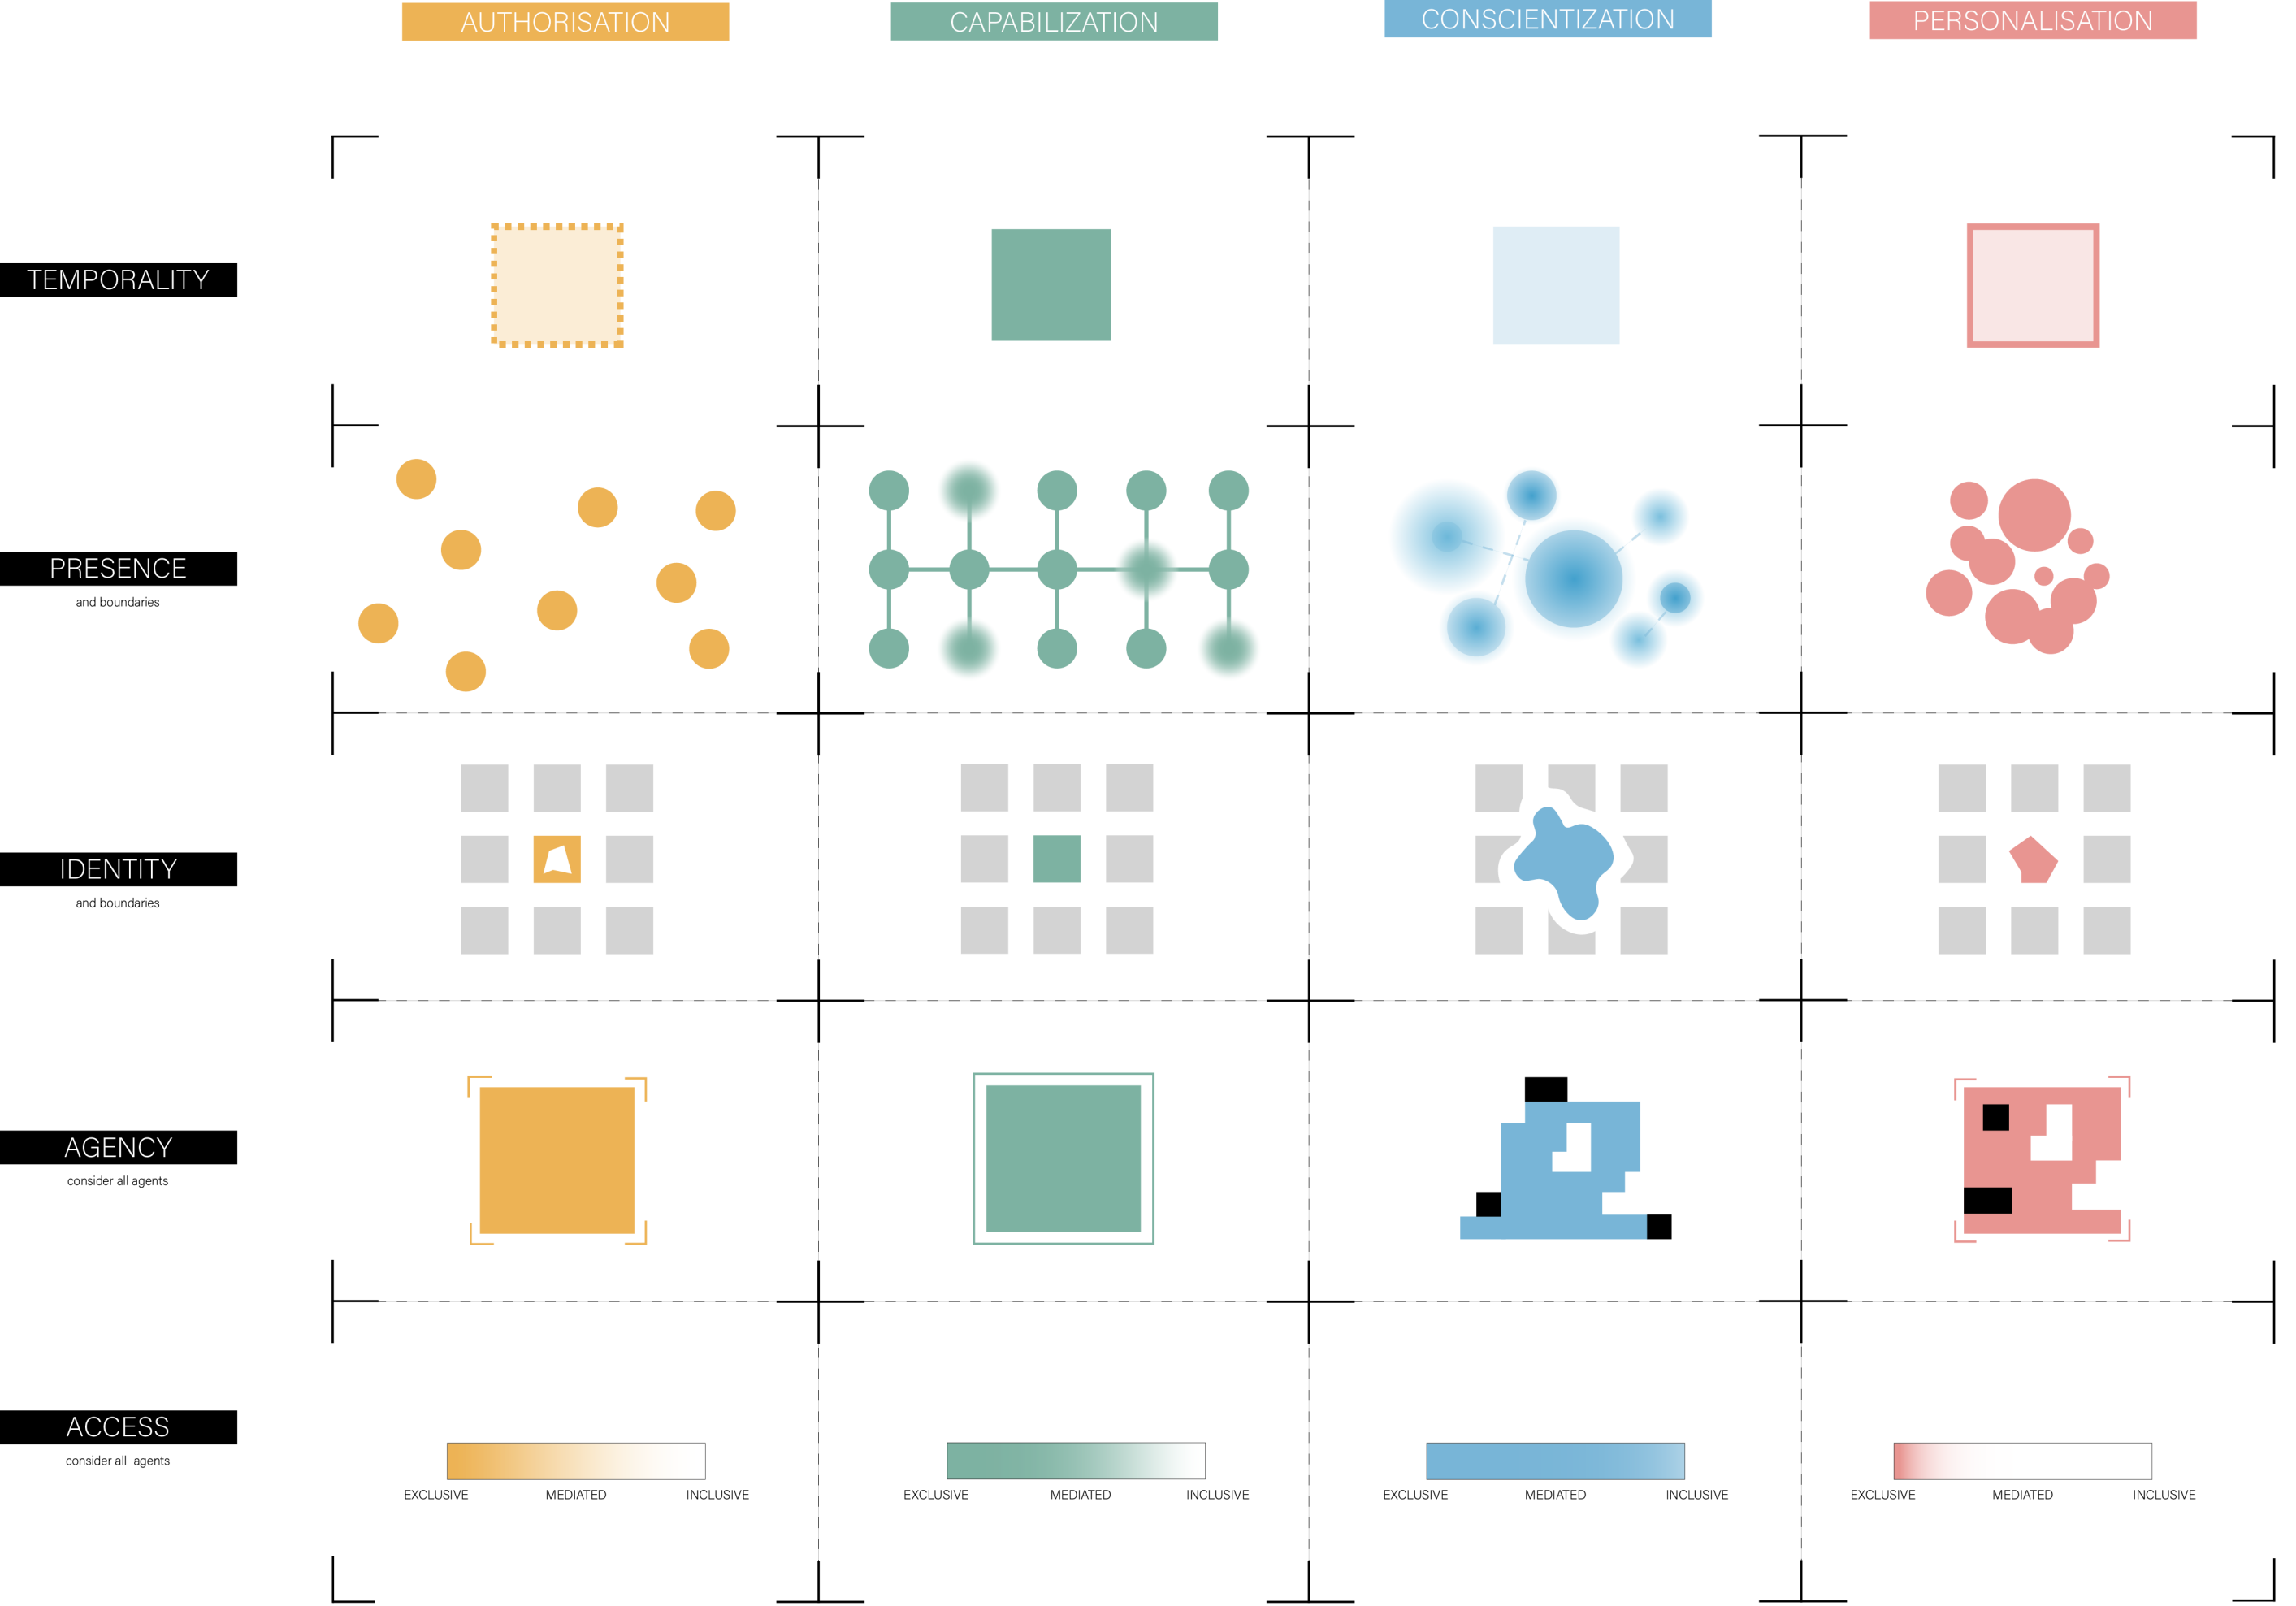 AUTHORISATION
CAPABILIZATION
CONSCIENTIZATION
PERSONALISATION
TEMPORALITY
PRESENCE
and boundaries
IDENTITY
and boundaries
AGENCY
consider all agents
ACCESS
consider all agents
EXCLUSIVE MEDIATED INCLUSIVE
EXCLUSIVE MEDIATED INCLUSIVE
EXCLUSIVE MEDIATED INCLUSIVE
EXCLUSIVE MEDIATED INCLUSIVE